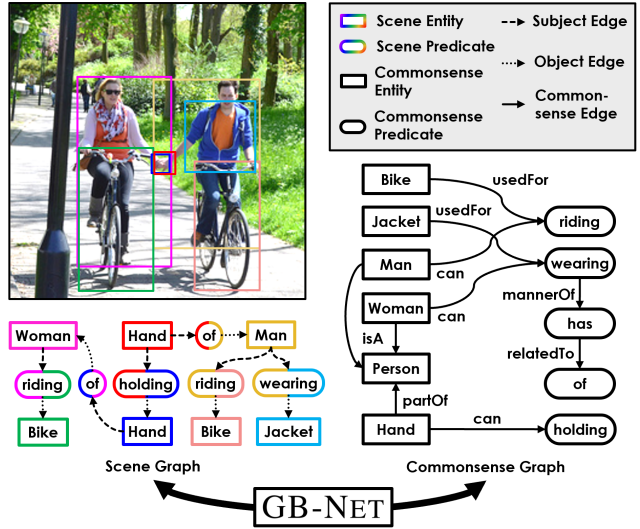 Scene Entity
Scene Predicate
Commonsense
Entity
Commonsense
Predicate
Subject Edge
Object Edge
Common-
sense Edge
Bike
usedFor
riding
Jacket
usedFor
Man
can
wearing
Woman
can
mannerOf
has
isA
relatedTo
Person
of
partOf
Hand
can
holding
Woman
Hand
of
Man
riding
of
holding
riding
wearing
Bike
Hand
Bike
Jacket
Scene Graph
Commonsense Graph
GB-NET